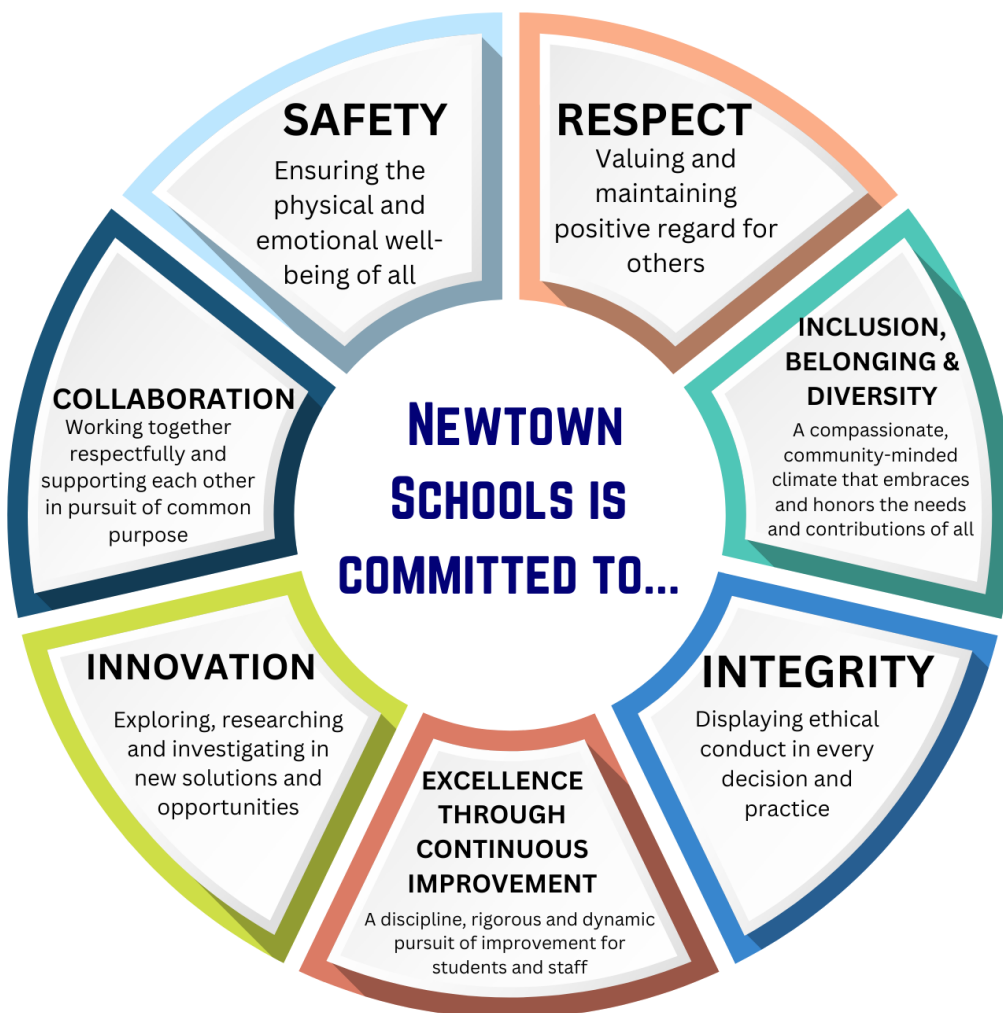 SAFETY
Ensuring the
physical and
emotional well-
being of all
RESPECT
Valuing and
maintaining
positive regard for
others
INCLUSION,
BELONGING &
DIVERSITY
A compassionate,
community-minded
climate that embraces
and honors the needs
and contributions of all
INTEGRITY
Displaying ethical
conduct in every
decision and
practice
EXCELLENCE
THROUGH
CONTINUOUS
IMPROVEMENT
A discipline, rigorous and dynamic
pursuit of improvement for
students and staff
INNOVATION
Exploring, researching
and investigating in
new solutions and
opportunities
COLLABORATION
Working together
respectfully and
supporting each other
in pursuit of common
purpose
NEWTOWN
SCHOOLS IS
COMMITTED TO...